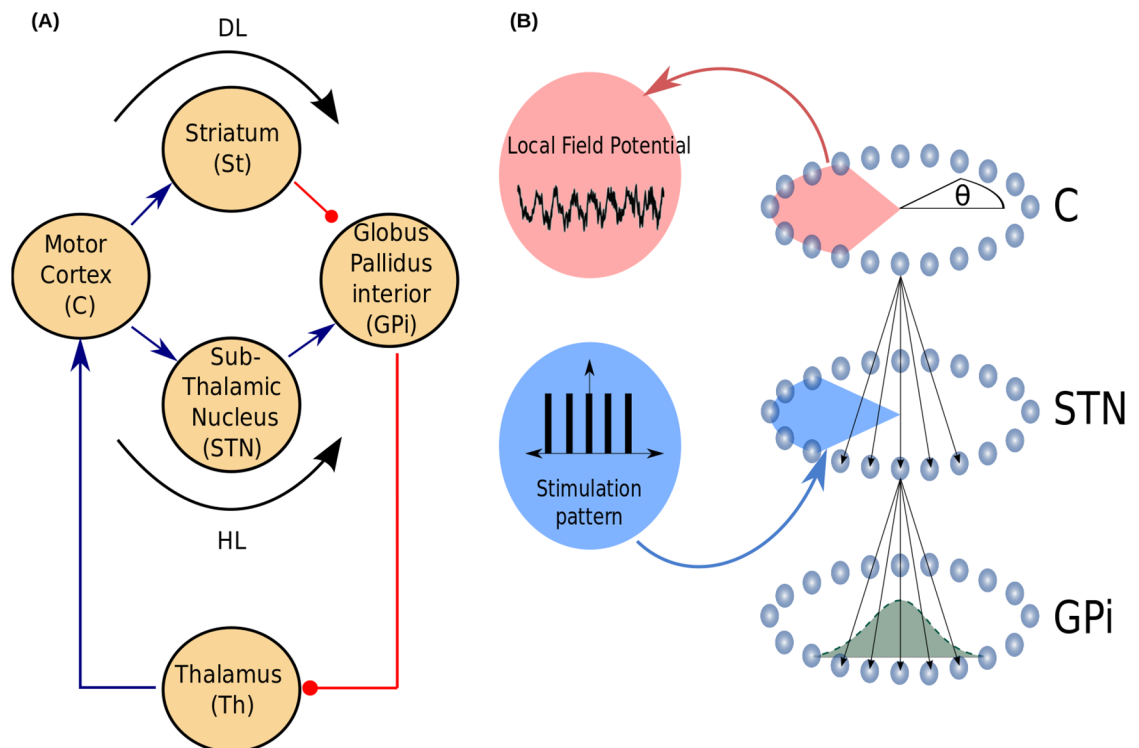 (A)
DL
Striatum
(St)
Motor
Cortex
(C)
Globus
Pallidus
interior
(GPi)
Sub-
Thalamic
Nucleus
(STN)
HL
Thalamus
(Th)
(B)
Local Field Potential
θ
C
STN
Stimulation
pattern
GPi